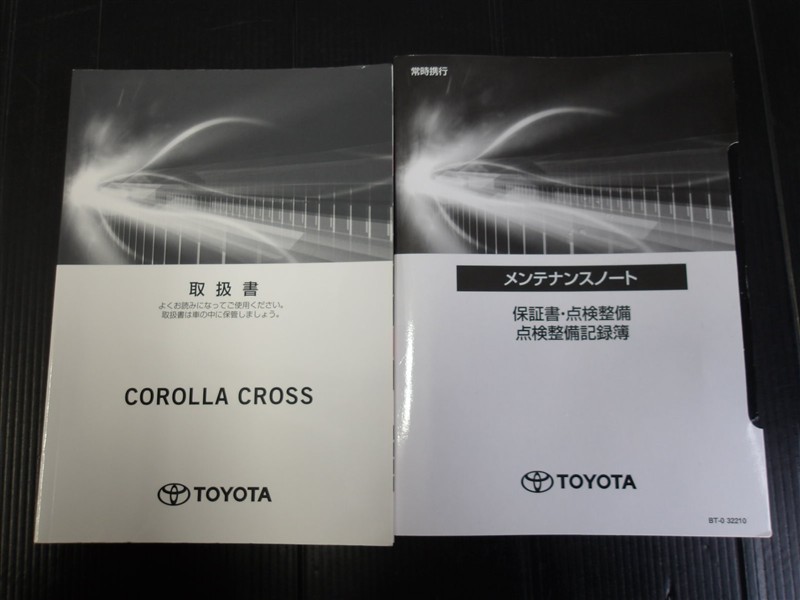 取扱書
よくお読みになってご使用ください。
取扱書は車の中に保管しましょう。
COROLLA CROSS
TOYOTA
常時携行
メンテナンスノート
保証書・点検整備
点検整備記録簿
TOYOTA
BT-0 32210